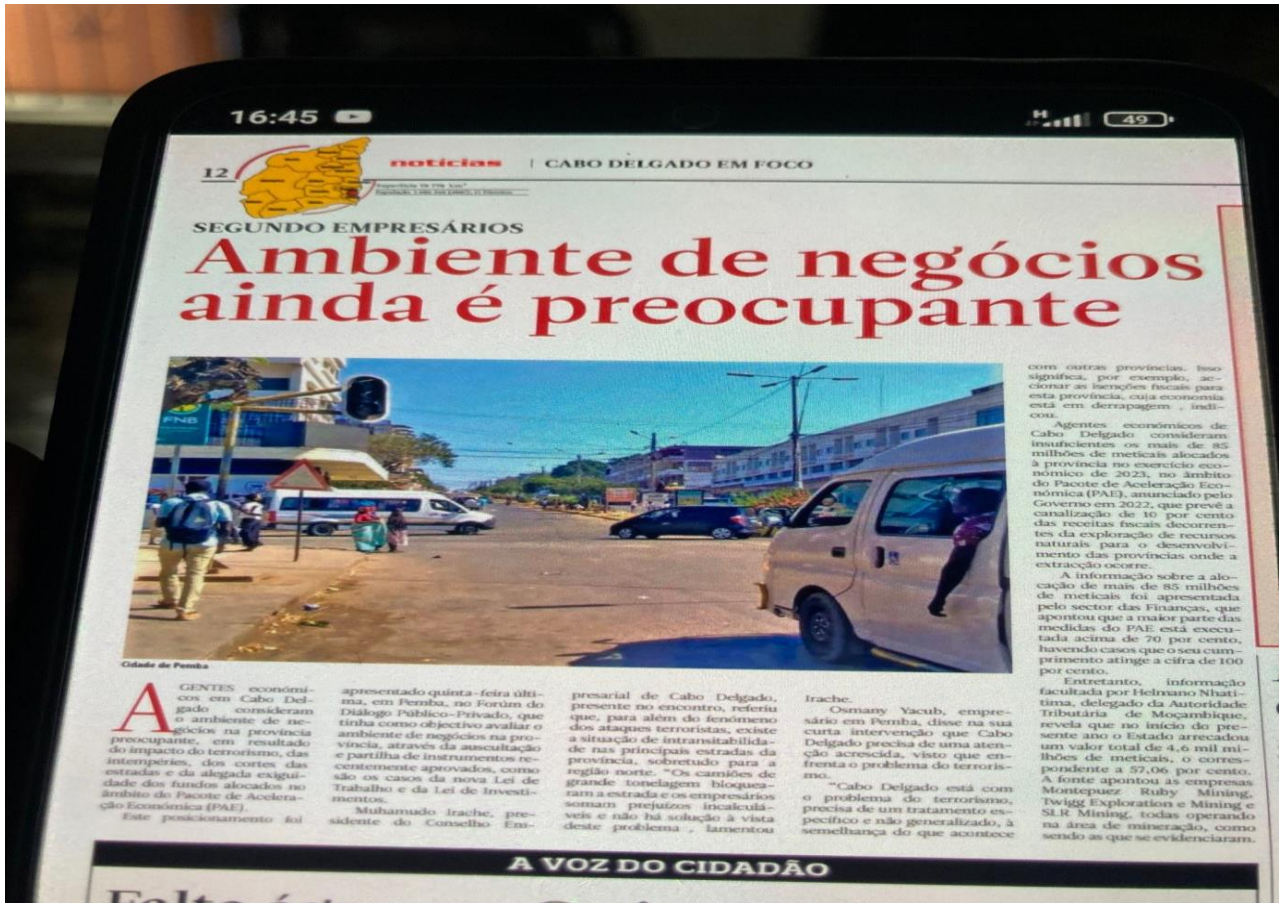 16:45
H
49
12
notícias | CABO DELGADO EM FOCO
SEGUNDO EMPRESÁRIOS
Ambiente de negócios
ainda é preocupante
FNB
Cidade de Pemba
AGENTES económi-
cos em Cabo Del-
gado consideram
o ambiente de ne-
gócios na província
preocupante, em resultado
do impacto do terrorismo, das
intempéries, dos cortes das
estradas e da alegada exigui-
dade dos fundos alocados no
âmbito do Pacote de Acelera-
ção Económica (PAE).
Este posicionamento foi
apresentado quinta-feira últi-
ma, em Pemba, no Forúm do
Diálogo Público-Privado, que
tinha como objectivo avaliar o
ambiente de negócios na pro-
víncia, através da auscultação
e partilha de instrumentos re-
centemente aprovados, como
são os casos da nova Lei de
Trabalho e da Lei de Investi-
mentos.
Muhamudo Irache, pre-
sidente do Conselho Em-
presarial de Cabo Delgado,
presente no encontro, referiu
que, para além do fenómeno
dos ataques terroristas, existe
a situação de intransitabilida-
de nas principais estradas da
província, sobretudo para a
região norte. “Os camiões de
grande tonelagem bloquea-
ram a estrada e os empresários
somam prejuízos incalculá-
veis e não há solução à vista
deste problema , lamentou
Irache.
Osmany Yacub, empre-
sário em Pemba, disse na sua
curta intervenção que Cabo
Delgado precisa de uma aten-
ção acrescida, visto que en-
frenta o problema do terroris-
mo.
“Cabo Delgado está com
o problema do terrorismo,
precisa de um tratamento es-
pecífico e não generalizado, à
semelhança do que acontece
com outras províncias. Isso
significa, por exemplo, ac-
cionar as isenções fiscais para
esta província, cuja economia
está em derrapagem , indi-
cou.
Agentes económicos de
Cabo Delgado consideram
insuficientes os mais de 85
milhões de meticais alocados
à província no exercício eco-
nómico de 2023, no âmbito
do Pacote de Aceleração Eco-
nómica (PAE), anunciado pelo
Governo em 2022, que prevê a
canalização de 10 por cento
das receitas fiscais decorren-
tes da exploração de recursos
naturais para o desenvolvi-
mento das províncias onde a
extracção ocorre.
A informação sobre a alo-
cação de mais de 85 milhões
de meticais foi apresentada
pelo sector das Finanças, que
apontou que a maior parte das
medidas do PAE está execu-
tada acima de 70 por cento,
havendo casos que o seu cum-
primento atinge a cifra de 100
por cento.
Entretanto, informação
facultada por Helmano Nhati-
tima, delegado da Autoridade
Tributária de Moçambique,
revela que no início do pre-
sente ano o Estado arrecadou
um valor total de 4,6 mil mi-
lhões de meticais, o corres-
pondente a 57,06 por cento.
A fonte apontou as empresas
Montepuez Ruby Mining,
Twigg Exploration e Mining e
SLR Mining, todas operando
na área de mineração, como
sendo as que se evidenciaram.
A VOZ DO CIDADÃO